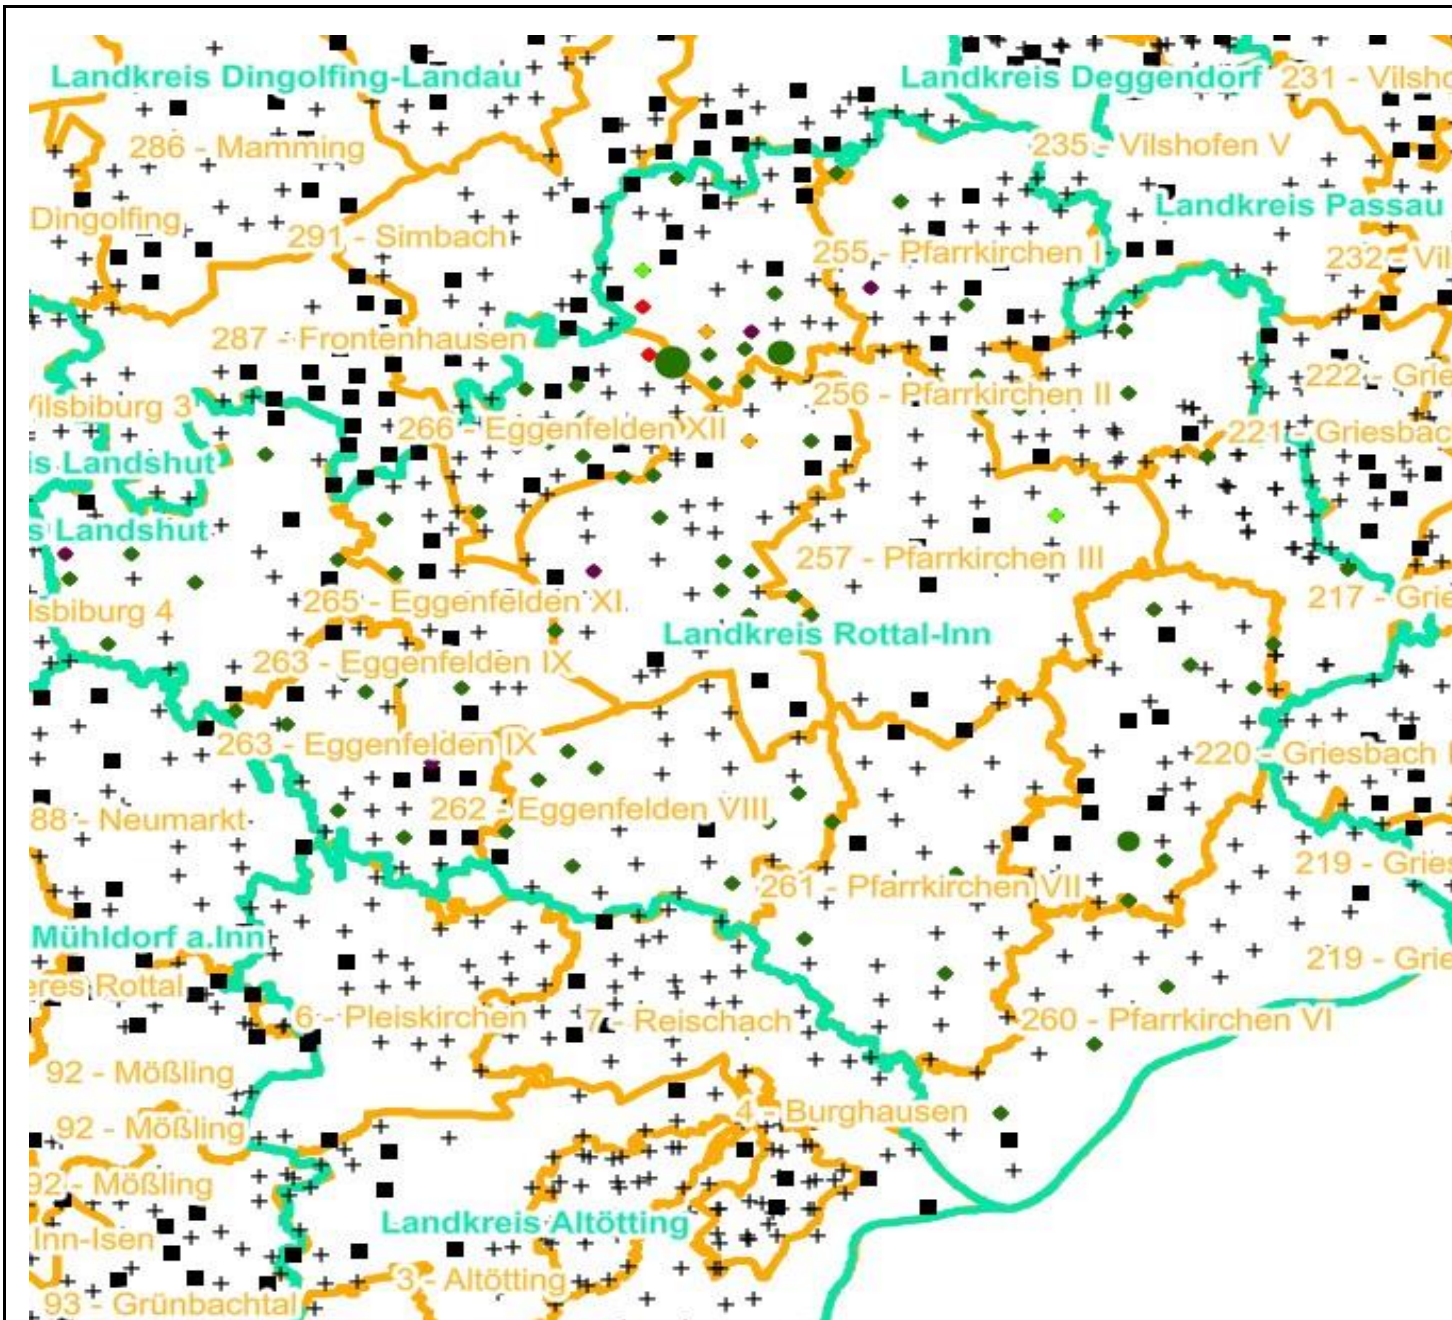 Landkreis Dingolfing-Landau
Landkreis Deggendorf
231 - Vilsho
286 - Mamming
235 - Vilshofen V
Landkreis Passau
Dingolfing
291 - Simbach
255 - Pfarrkirchen I
232 - Vil
287 - Frontenhausen
222 - Grie
256 - Pfarrkirchen II
Vilsbiburg 3
266 - Eggenfelden XII
221 - Griesbac
is Landshut
s Landshut
257 - Pfarrkirchen III
lsbiburg 4
265 - Eggenfelden XI
217 - Grie
Landkreis Rottal-Inn
263 - Eggenfelden IX
263 - Eggenfelden IX
220 - Griesbach I
88 - Neumarkt
262 - Eggenfelden VIII
219 - Grie
261 - Pfarrkirchen VII
Mühldorf a.Inn
219 - Grie
eres Rottal
6 - Pleiskirchen
7 - Reischach
260 - Pfarrkirchen VI
92 - Mößling
4 - Burghausen
92 - Mößling
92 - Mößling
Landkreis Altötting
Inn-Isen
3 - Altötting
93 - Grünbachtal